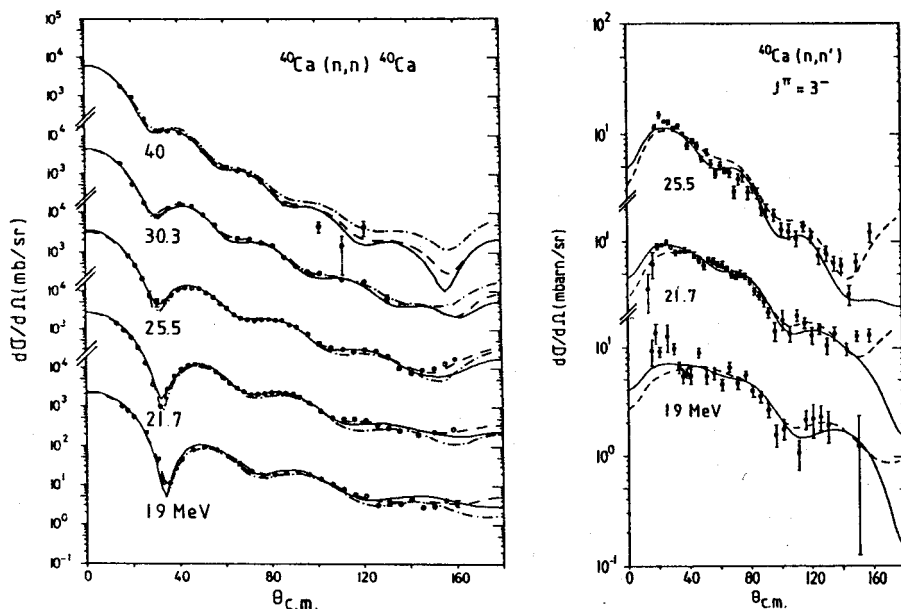 10⁵
10⁴
10³
10⁴
10³
10⁴
10³
10⁴
10³
10⁴
10³
10²
10¹
10⁰
10⁻¹
dσ/dΩ (mb/sr)
⁴⁰Ca (n,n) ⁴⁰Ca
40
30.3
25.5
21.7
19 MeV
0 40 80 120 160
θc.m.
10²
10¹
10¹
10¹
10⁰
10⁻¹
dσ/dΩ (mbarn/sr)
⁴⁰Ca (n,n')
Jᴨ = 3⁻
25.5
21.7
19 MeV
0 40 80 120 160
θc.m.